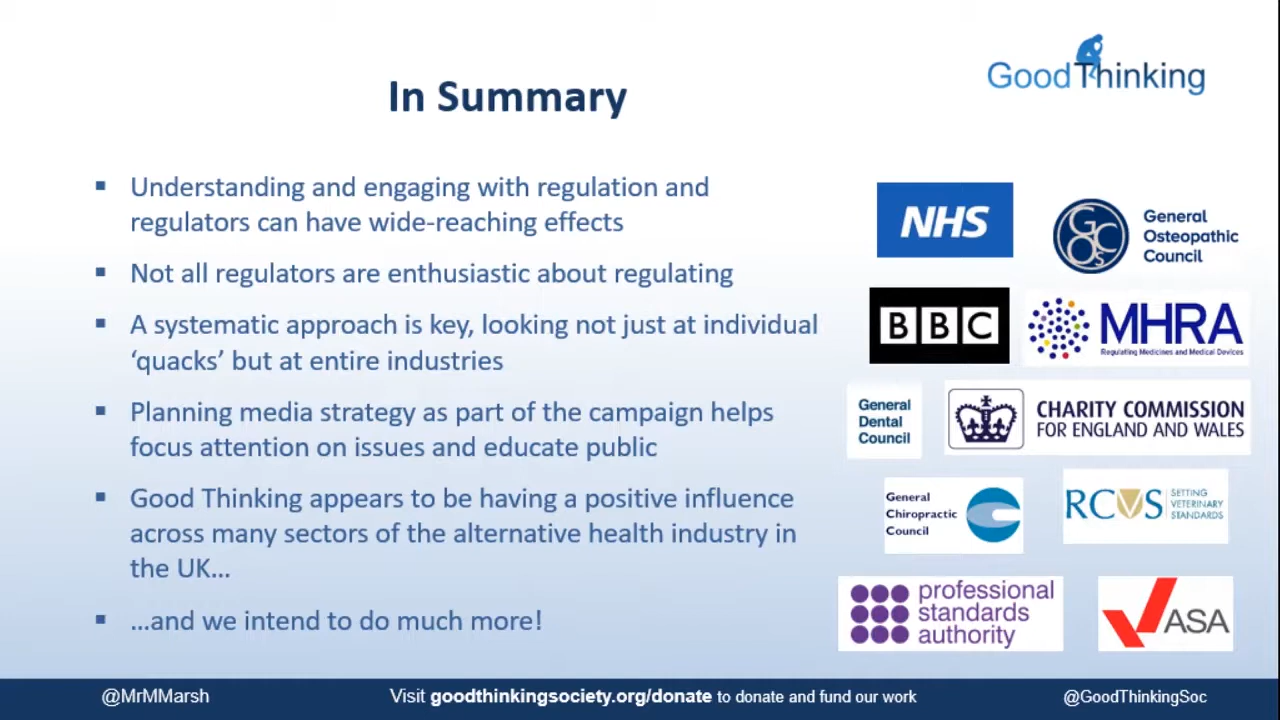 Good Thinking
In Summary
▪ Understanding and engaging with regulation and
regulators can have wide-reaching effects
▪ Not all regulators are enthusiastic about regulating
▪ A systematic approach is key, looking not just at individual
‘quacks’ but at entire industries
▪ Planning media strategy as part of the campaign helps
focus attention on issues and educate public
▪ Good Thinking appears to be having a positive influence
across many sectors of the alternative health industry in
the UK…
▪ …and we intend to do much more!
NHS
GOsC
General
Osteopathic
Council
BBC
MHRA
Regulating Medicines and Medical Devices
General
Dental
Council
CHARITY COMMISSION
FOR ENGLAND AND WALES
General
Chiropractic
Council
RCVS
SETTING
VETERINARY
STANDARDS
professional
standards
authority
ASA
@MrMMarsh
Visit goodthinkingsociety.org/donate to donate and fund our work
@GoodThinkingSoc